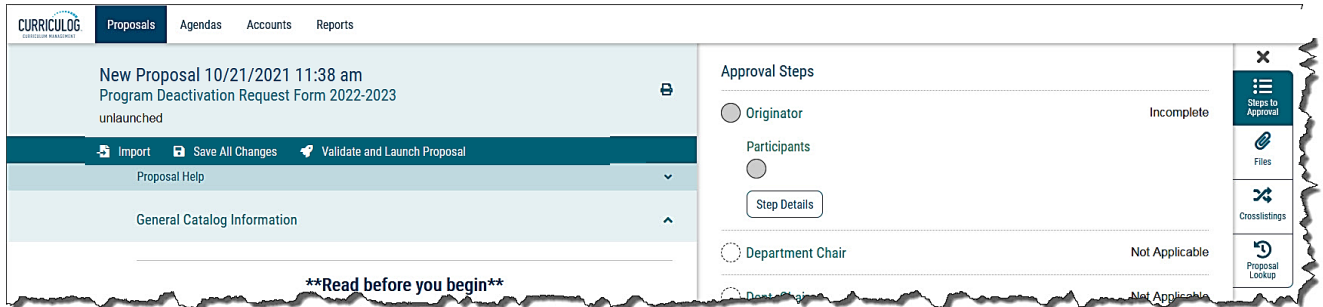 CURRICULOG
CURRICULUM MANAGEMENT
Proposals Agendas Accounts Reports
New Proposal 10/21/2021 11:38 am
Program Deactivation Request Form 2022-2023
unlaunched
Import Save All Changes Validate and Launch Proposal
Proposal Help
General Catalog Information
**Read before you begin**
Approval Steps
Originator Incomplete
Participants
Step Details
Department Chair Not Applicable
Not Applicable
Steps to
Approval
Files
Crosslistings
Proposal
Lookup